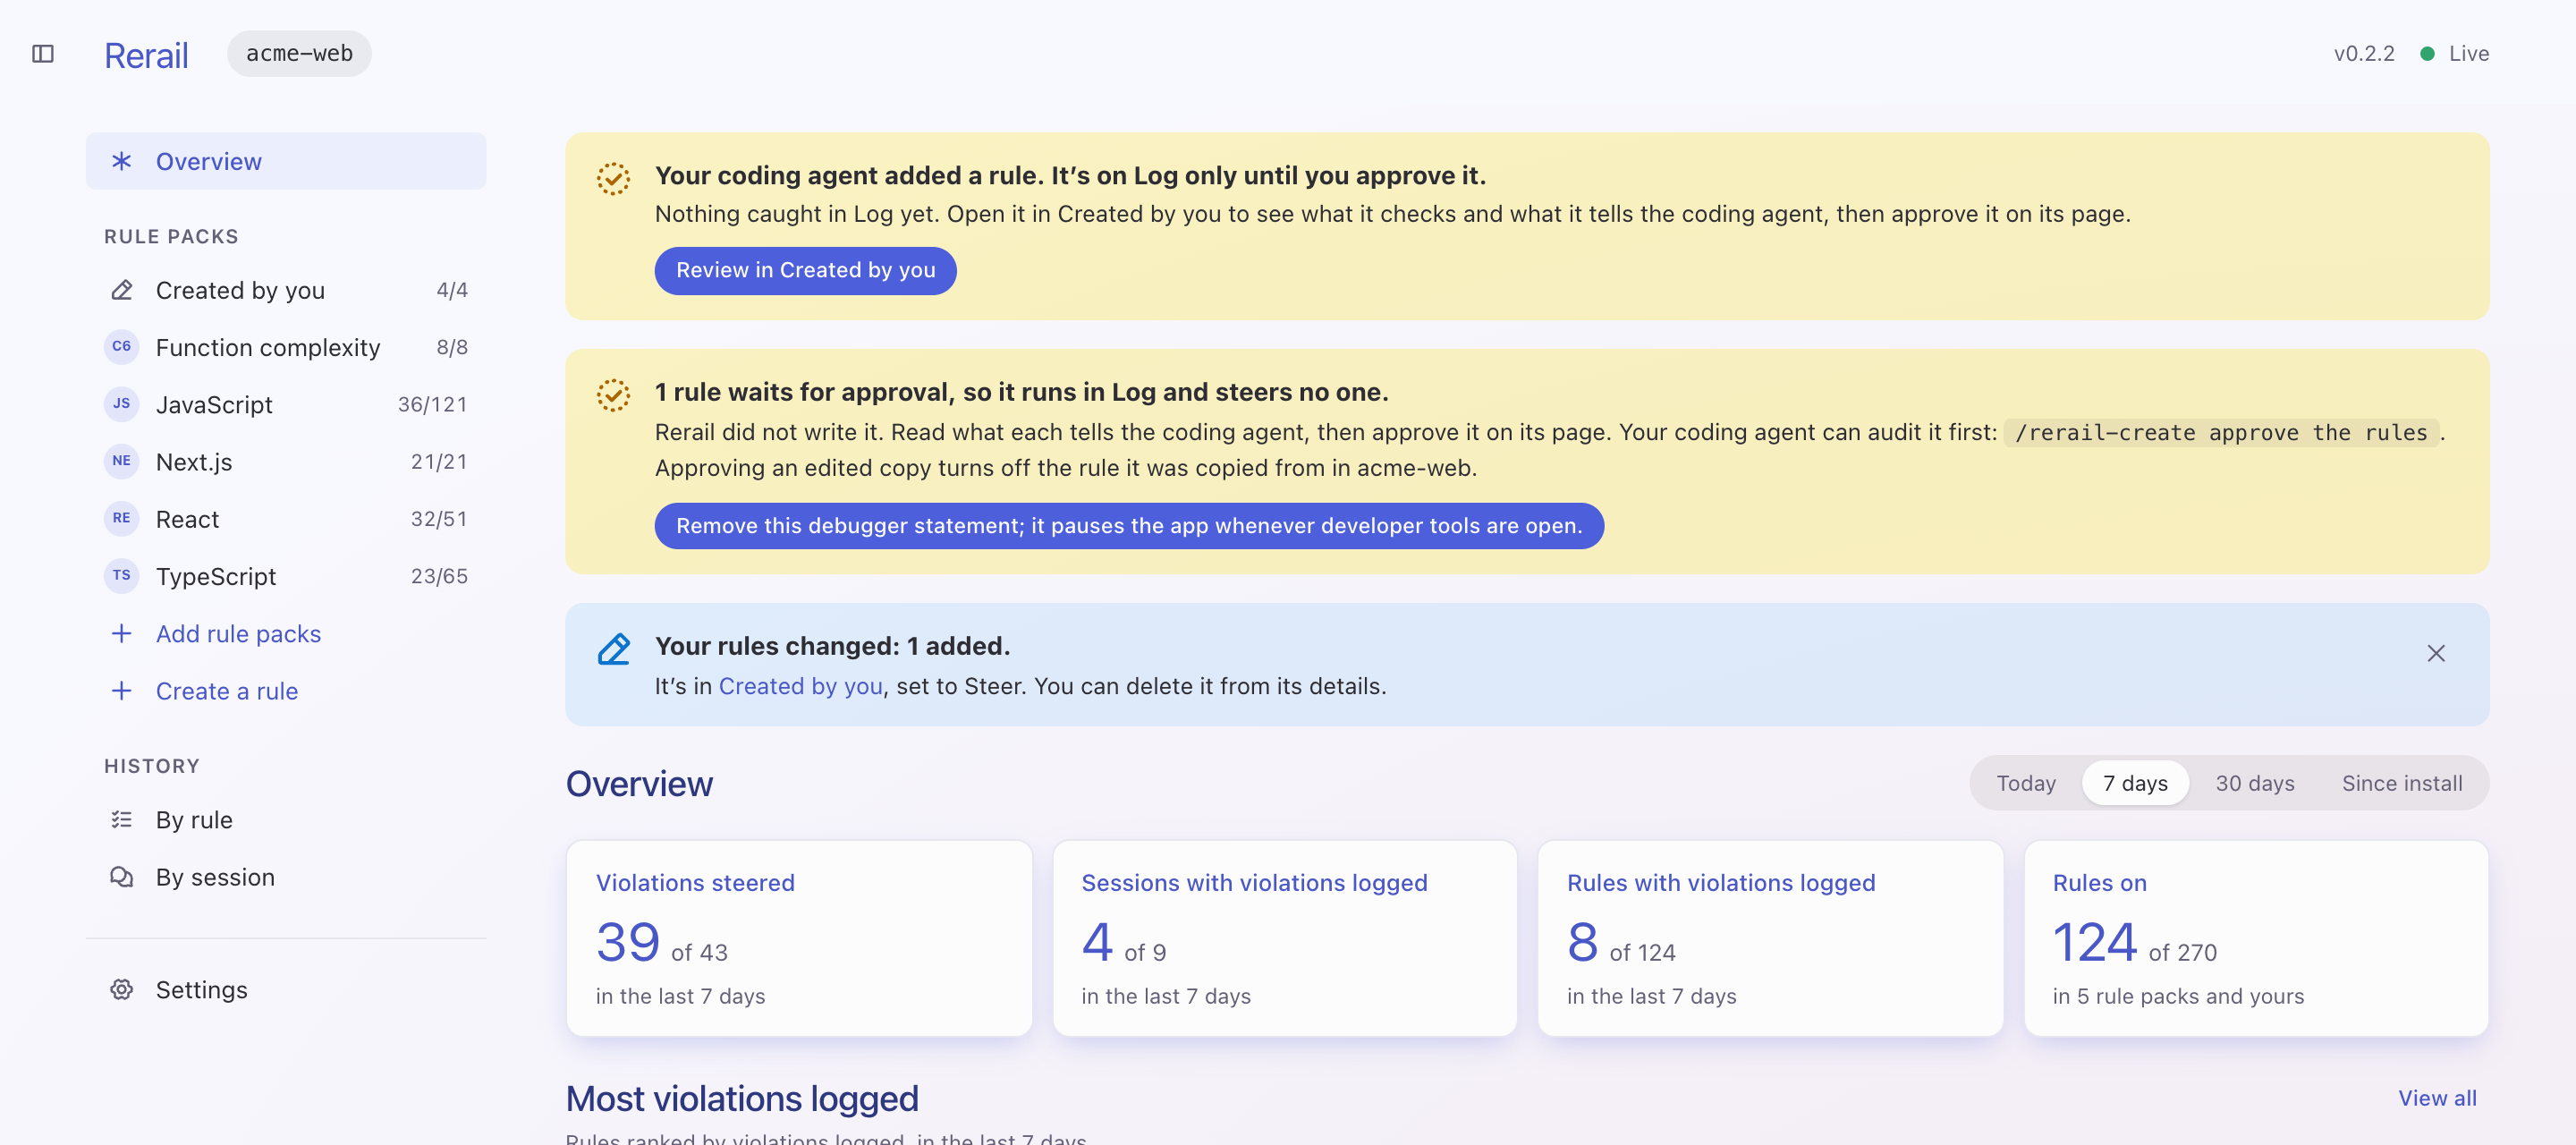 Rerail
acme-web
v0.2.2
Live
Overview
RULE PACKS
Created by you 4/4
C6 Function complexity 8/8
JS JavaScript 36/121
NE Next.js 21/21
RE React 32/51
TS TypeScript 23/65
Add rule packs
Create a rule
HISTORY
By rule
By session
Settings
Your coding agent added a rule. It’s on Log only until you approve it.
Nothing caught in Log yet. Open it in Created by you to see what it checks and what it tells the coding agent, then approve it on its page.
Review in Created by you
1 rule waits for approval, so it runs in Log and steers no one.
Rerail did not write it. Read what each tells the coding agent, then approve it on its page. Your coding agent can audit it first: /rerail-create approve the rules .
Approving an edited copy turns off the rule it was copied from in acme-web.
Remove this debugger statement; it pauses the app whenever developer tools are open.
Your rules changed: 1 added.
It’s in Created by you, set to Steer. You can delete it from its details.
Overview
Today 7 days 30 days Since install
Violations steered
39 of 43
in the last 7 days
Sessions with violations logged
4 of 9
in the last 7 days
Rules with violations logged
8 of 124
in the last 7 days
Rules on
124 of 270
in 5 rule packs and yours
Most violations logged
View all
Rules ranked by violations logged, in the last 7 days